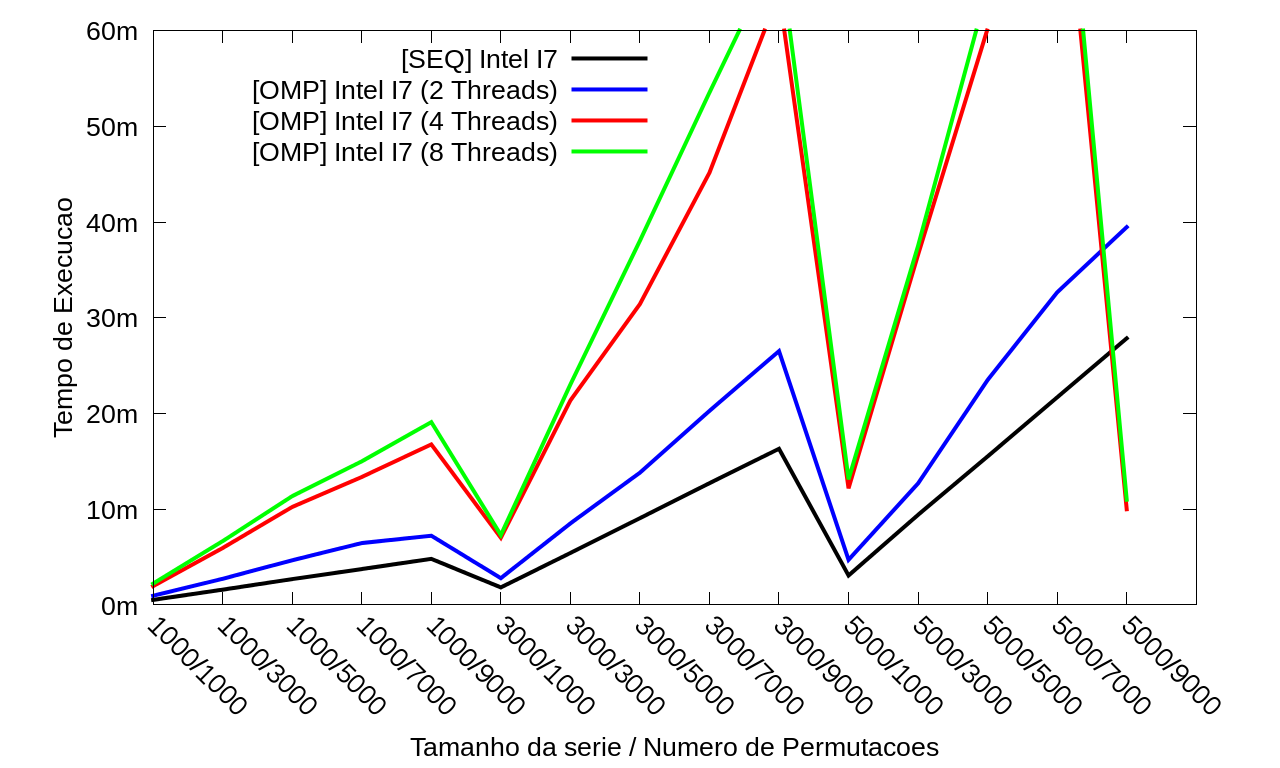 60m
50m
40m
30m
20m
10m
0m
Tempo de Execucao
[SEQ] Intel I7
[OMP] Intel I7 (2 Threads)
[OMP] Intel I7 (4 Threads)
[OMP] Intel I7 (8 Threads)
1000/1000
1000/3000
1000/5000
1000/7000
1000/9000
3000/1000
3000/3000
3000/5000
3000/7000
3000/9000
5000/1000
5000/3000
5000/5000
5000/7000
5000/9000
Tamanho da serie / Numero de Permutacoes